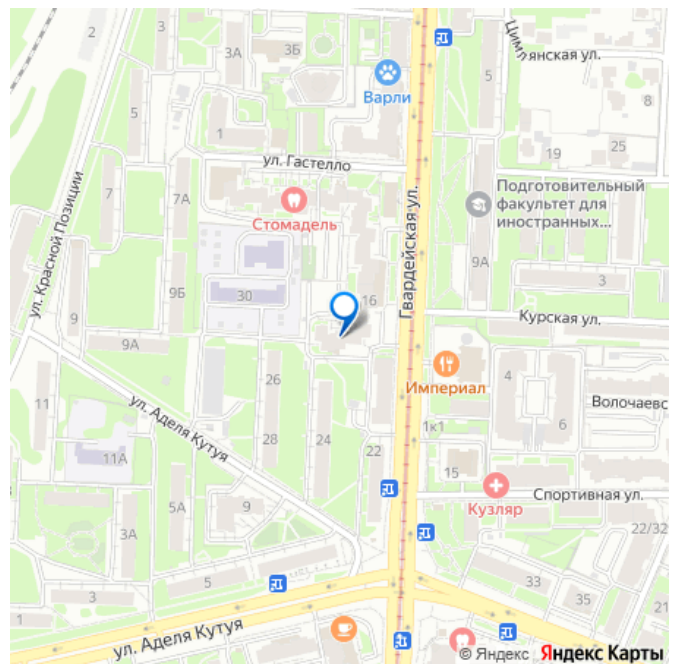 2
3
3А
3Б
Цимлянская ул.
Варли
5
8
5
1
19
ул. Гастелло
7
7А
Стомадель
Подготовительный
факультет для
иностранных...
ул. Красной Позиции
Гвардейская ул.
9А
3
9Б
30
16
9
9А
Курская ул.
26
Империал
4
6
Волочаевс
11
ул. Аделя Кутуя
28
24
22
1к1
11А
15
Кузляр
Спортивная ул.
5А
9
3А
22/32
5
33
35
1
3
ул. Аделя Кутуя
© Яндекс Яндекс Карты